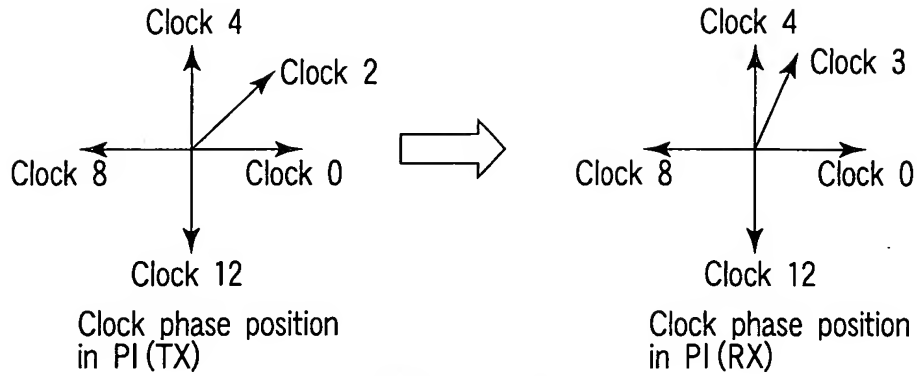 Clock 4
Clock 2
Clock 8
Clock 0
Clock 12
Clock phase position
in PI(TX)
Clock 4
Clock 3
Clock 8
Clock 0
Clock 12
Clock phase position
in PI(RX)